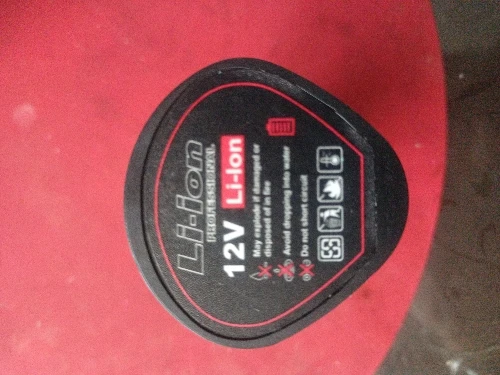 Li-Ion
PROFESSIONAL
12V Li-Ion
May explode if damaged or
disposed of in fire
Avoid dropping into water
Do not short circuit